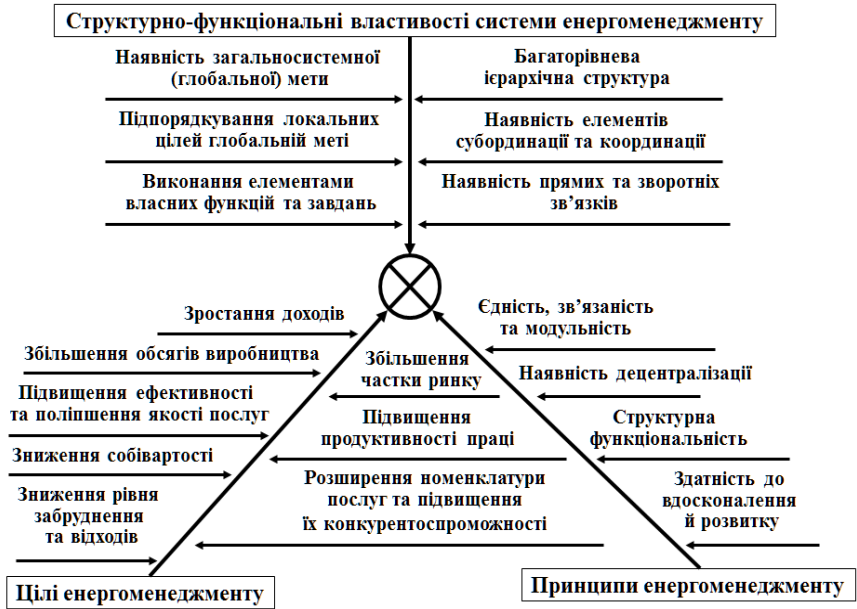 Структурно-функціональні властивості системи енергоменеджменту
Наявність загальносистемної
(глобальної) мети
Багаторівнева
ієрархічна структура
Підпорядкування локальних
цілей глобальній меті
Наявність елементів
субординації та координації
Виконання елементами
власних функцій та завдань
Наявність прямих та зворотніх
зв’язків
Зростання доходів
Збільшення обсягів виробництва
Підвищення ефективності
та поліпшення якості послуг
Зниження собівартості
Зниження рівня
забруднення
та відходів
Збільшення
частки ринку
Підвищення
продуктивності праці
Розширення номенклатури
послуг та підвищення
їх конкурентоспроможності
Єдність, зв’язаність
та модульність
Наявність децентралізації
Структурна
функціональність
Здатність до
вдосконалення
й розвитку
Цілі енергоменеджменту
Принципи енергоменеджменту